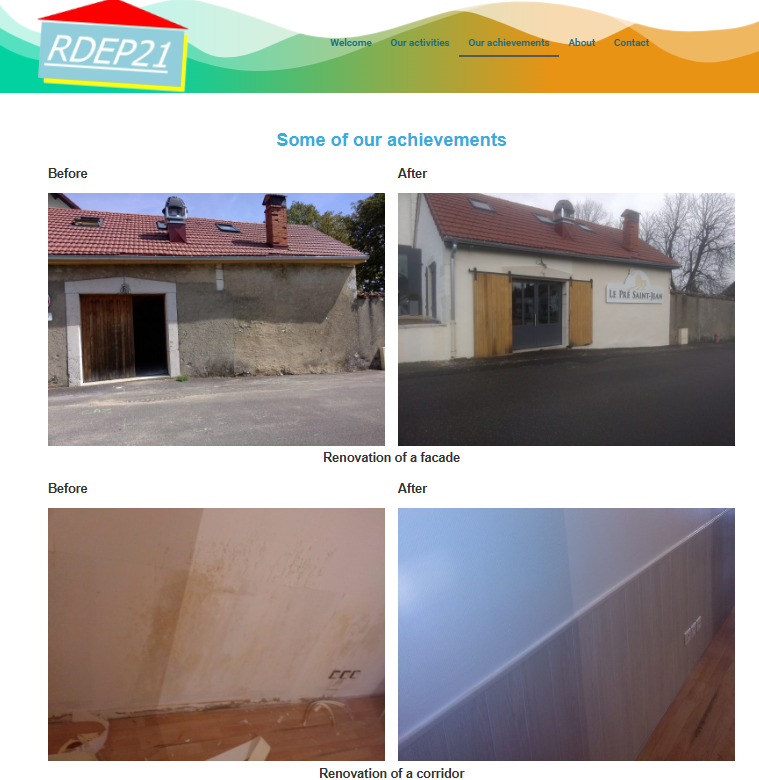 RDEP21
Welcome Our activities Our achievements About Contact
Some of our achievements
Before After
LE PRÉ SAINT-JEAN
Renovation of a facade
Before After
Renovation of a corridor